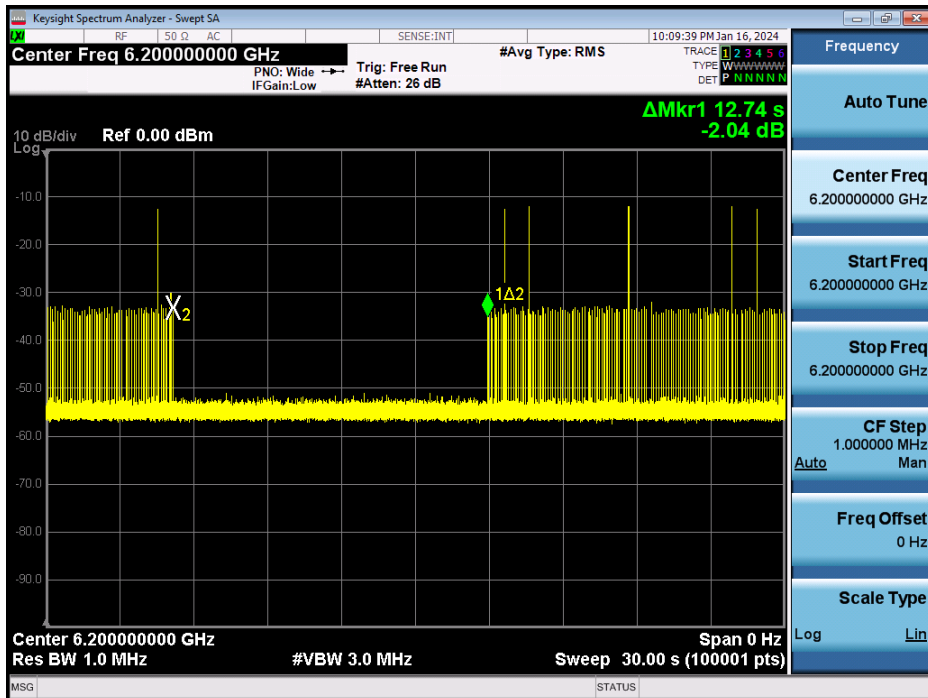 Keysight Spectrum Analyzer - Swept SA
LXI RF 50 Ω AC SENSE:INT 10:09:39 PM Jan 16, 2024
Center Freq 6.200000000 GHz
PNO: Wide
IFGain:Low
Trig: Free Run
#Atten: 26 dB
#Avg Type: RMS
TRACE 1 2 3 4 5 6
TYPE WWWWWW
DET P N N N N N
Frequency
ΔMkr1 12.74 s
-2.04 dB
10 dB/div Ref 0.00 dBm
Log
-10.0
-20.0
-30.0
-40.0
-50.0
-60.0
-70.0
-80.0
-90.0
2
1Δ2
Center 6.200000000 GHz
Span 0 Hz
Res BW 1.0 MHz
#VBW 3.0 MHz
Sweep 30.00 s (100001 pts)
MSG
STATUS
Auto Tune
Center Freq
6.200000000 GHz
Start Freq
6.200000000 GHz
Stop Freq
6.200000000 GHz
CF Step
1.000000 MHz
Auto Man
Freq Offset
0 Hz
Scale Type
Log Lin